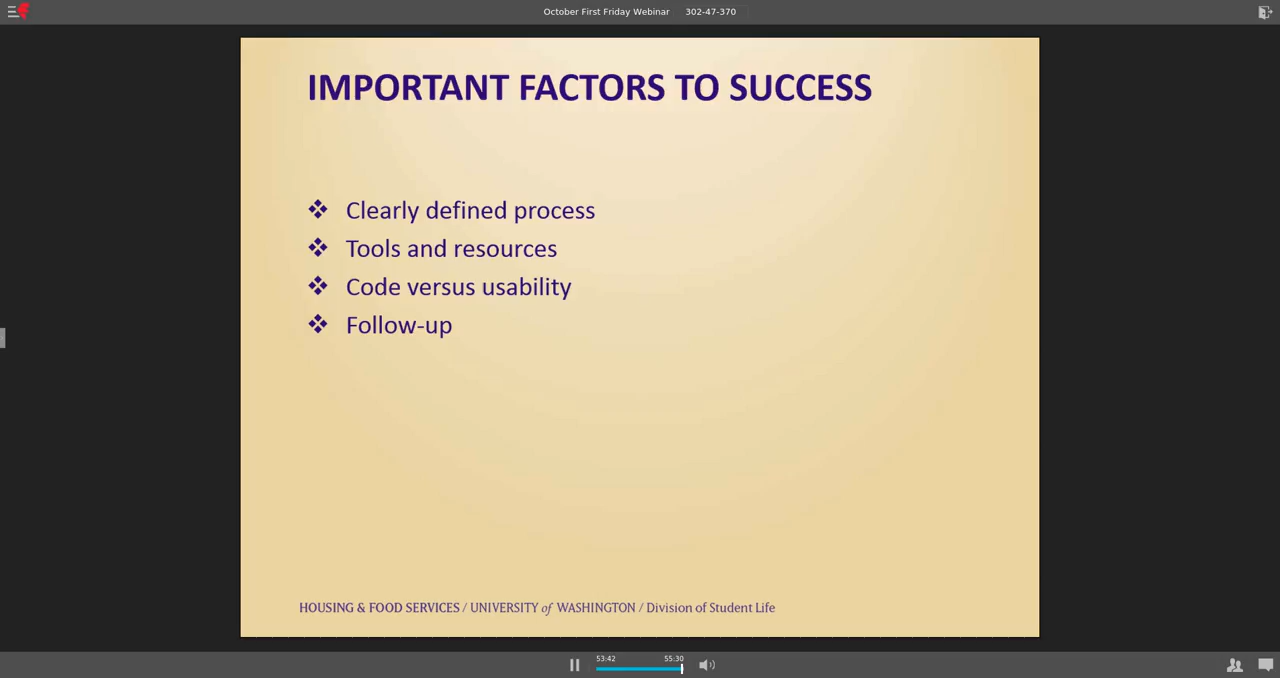 October First Friday Webinar 302-47-370
IMPORTANT FACTORS TO SUCCESS
Clearly defined process
Tools and resources
Code versus usability
Follow-up
HOUSING & FOOD SERVICES / UNIVERSITY of WASHINGTON / Division of Student Life
53:42 55:30